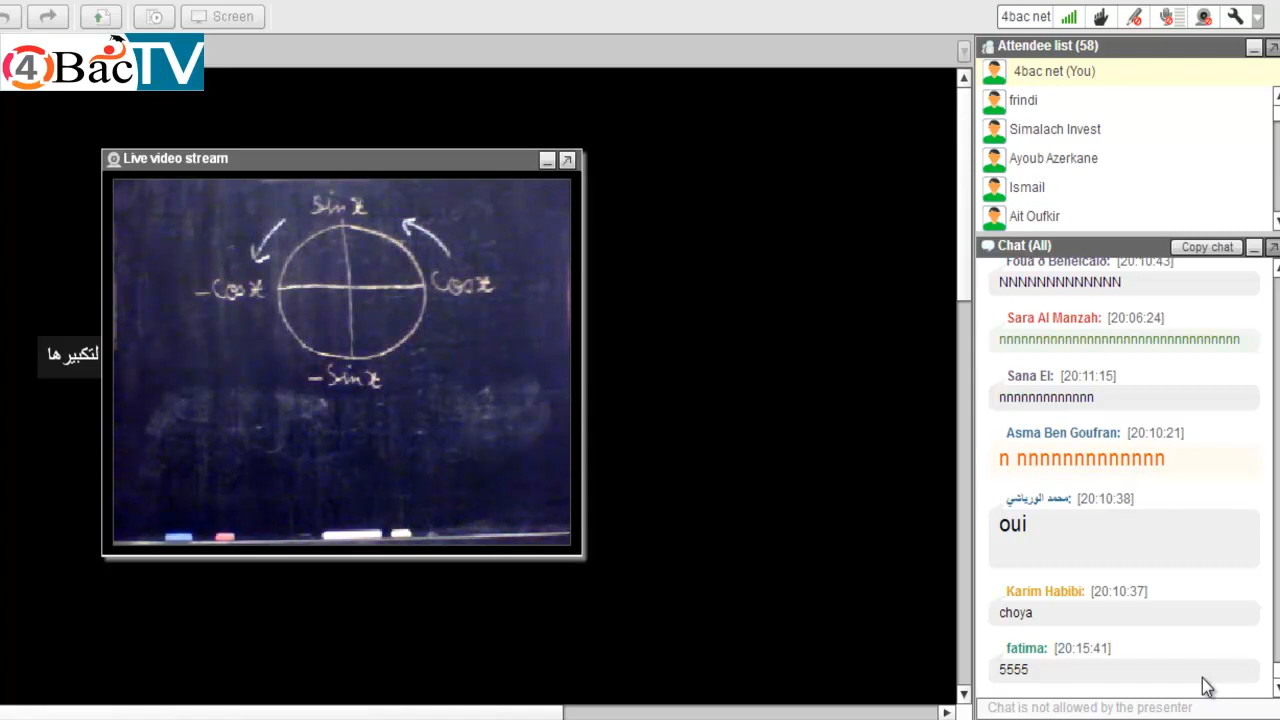 Screen
4bac net
4BacTV
Attendee list (58)
4bac net (You)
frindi
Simalach Invest
Ayoub Azerkane
Ismail
Ait Oufkir
Live video stream
sin x
-Cos x
Cos x
-Sin x
لتكبيرها
Chat (All)
Copy chat
[20:10:43]
NNNNNNNNNNNNN
Sara Al Manzah: [20:06:24]
nnnnnnnnnnnnnnnnnnnnnnnnnnnnnnnnn
Sana El: [20:11:15]
nnnnnnnnnnnnn
Asma Ben Goufran: [20:10:21]
n nnnnnnnnnnnnn
محمد الورياشي: [20:10:38]
oui
Karim Habibi: [20:10:37]
choya
fatima: [20:15:41]
5555
Chat is not allowed by the presenter